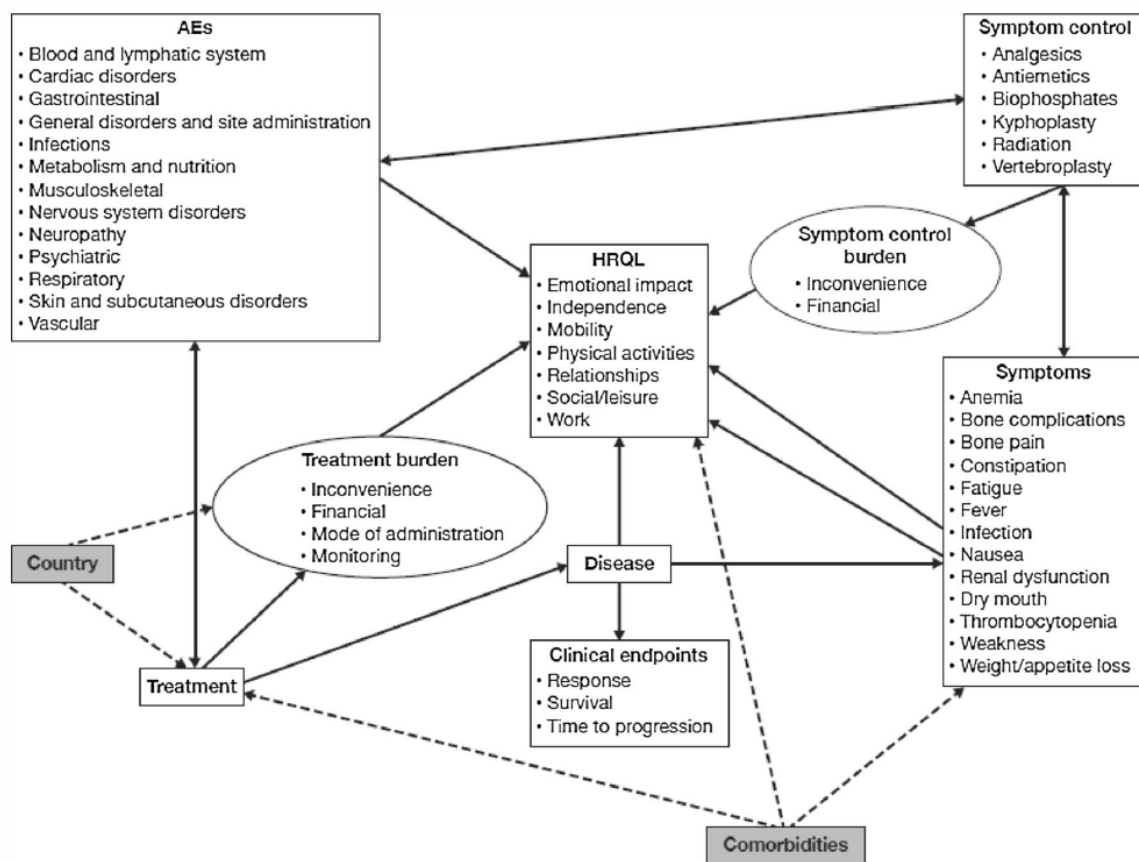 AEs
• Blood and lymphatic system
• Cardiac disorders
• Gastrointestinal
• General disorders and site administration
• Infections
• Metabolism and nutrition
• Musculoskeletal
• Nervous system disorders
• Neuropathy
• Psychiatric
• Respiratory
• Skin and subcutaneous disorders
• Vascular
Symptom control
• Analgesics
• Antiemetics
• Biophosphates
• Kyphoplasty
• Radiation
• Vertebroplasty
Symptom control
burden
• Inconvenience
• Financial
HRQL
• Emotional impact
• Independence
• Mobility
• Physical activities
• Relationships
• Social/leisure
• Work
Symptoms
• Anemia
• Bone complications
• Bone pain
• Constipation
• Fatigue
• Fever
• Infection
• Nausea
• Renal dysfunction
• Dry mouth
• Thrombocytopenia
• Weakness
• Weight/appetite loss
Treatment burden
• Inconvenience
• Financial
• Mode of administration
• Monitoring
Country
Disease
Treatment
Clinical endpoints
• Response
• Survival
• Time to progression
Comorbidities